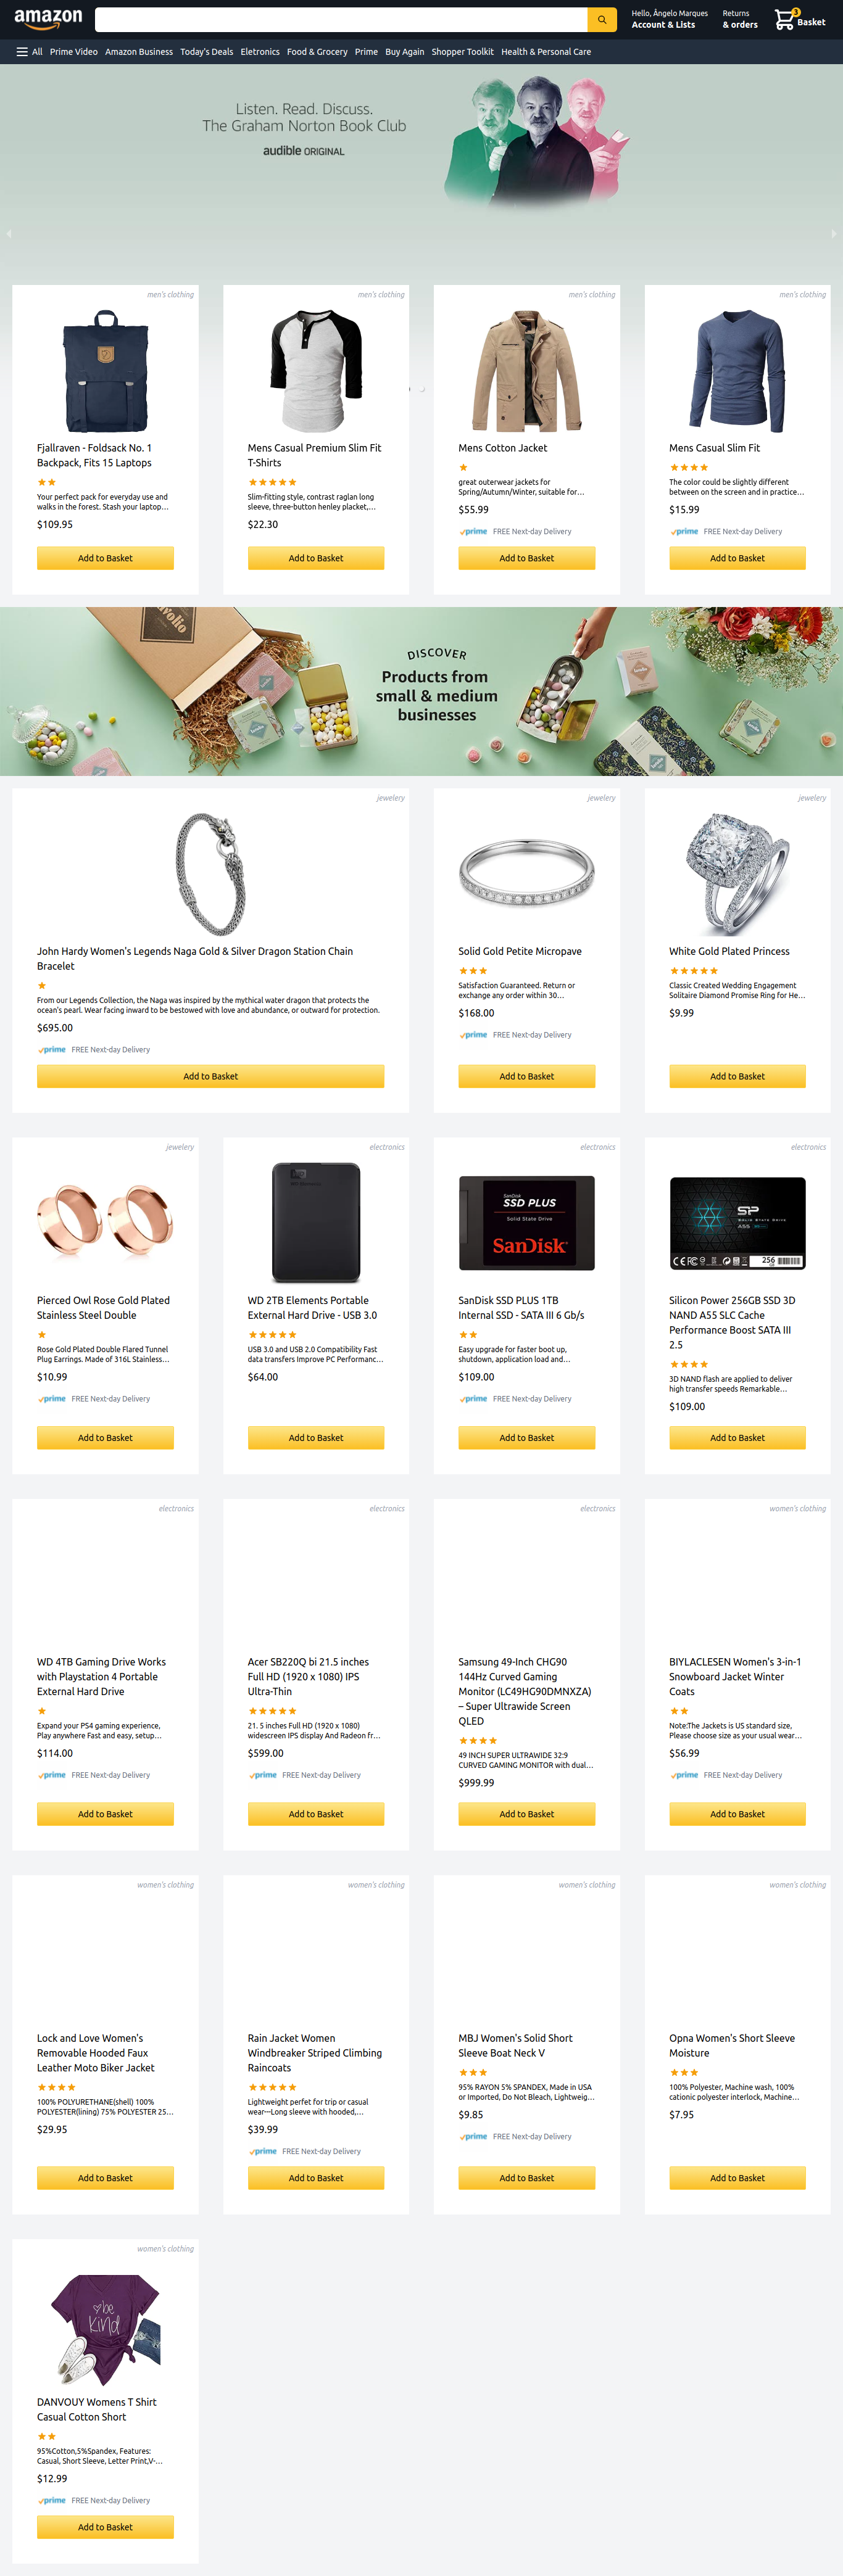 amazon
Hello, Ângelo Marques
Account & Lists
Returns
& orders
3
Basket
All Prime Video Amazon Business Today's Deals Eletronics Food & Grocery Prime Buy Again Shopper Toolkit Health & Personal Care
Listen. Read. Discuss.
The Graham Norton Book Club
audible ORIGINAL
men's clothing
Fjallraven - Foldsack No. 1
Backpack, Fits 15 Laptops
Your perfect pack for everyday use and
walks in the forest. Stash your laptop...
$109.95
Add to Basket
men's clothing
Mens Casual Premium Slim Fit
T-Shirts
Slim-fitting style, contrast raglan long
sleeve, three-button henley placket,...
$22.30
Add to Basket
men's clothing
Mens Cotton Jacket
great outerwear jackets for
Spring/Autumn/Winter, suitable for...
$55.99
prime FREE Next-day Delivery
Add to Basket
men's clothing
Mens Casual Slim Fit
The color could be slightly different
between on the screen and in practice...
$15.99
prime FREE Next-day Delivery
Add to Basket
DISCOVER
Products from
small & medium
businesses
jewelery
John Hardy Women's Legends Naga Gold & Silver Dragon Station Chain
Bracelet
From our Legends Collection, the Naga was inspired by the mythical water dragon that protects the
ocean's pearl. Wear facing inward to be bestowed with love and abundance, or outward for protection.
$695.00
prime FREE Next-day Delivery
Add to Basket
jewelery
Solid Gold Petite Micropave
Satisfaction Guaranteed. Return or
exchange any order within 30...
$168.00
prime FREE Next-day Delivery
Add to Basket
jewelery
White Gold Plated Princess
Classic Created Wedding Engagement
Solitaire Diamond Promise Ring for He...
$9.99
Add to Basket
jewelery
Pierced Owl Rose Gold Plated
Stainless Steel Double
Rose Gold Plated Double Flared Tunnel
Plug Earrings. Made of 316L Stainless...
$10.99
prime FREE Next-day Delivery
Add to Basket
electronics
WD 2TB Elements Portable
External Hard Drive - USB 3.0
USB 3.0 and USB 2.0 Compatibility Fast
data transfers Improve PC Performanc...
$64.00
Add to Basket
electronics
SanDisk
SSD PLUS
Solid State Drive
SanDisk
SanDisk SSD PLUS 1TB
Internal SSD - SATA III 6 Gb/s
Easy upgrade for faster boot up,
shutdown, application load and...
$109.00
prime FREE Next-day Delivery
Add to Basket
electronics
SP
SOLID STATE DRIVE
A55
256
Silicon Power 256GB SSD 3D
NAND A55 SLC Cache
Performance Boost SATA III
2.5
3D NAND flash are applied to deliver
high transfer speeds Remarkable...
$109.00
Add to Basket
electronics
WD 4TB Gaming Drive Works
with Playstation 4 Portable
External Hard Drive
Expand your PS4 gaming experience,
Play anywhere Fast and easy, setup...
$114.00
prime FREE Next-day Delivery
Add to Basket
electronics
Acer SB220Q bi 21.5 inches
Full HD (1920 x 1080) IPS
Ultra-Thin
21. 5 inches Full HD (1920 x 1080)
widescreen IPS display And Radeon fr...
$599.00
prime FREE Next-day Delivery
Add to Basket
electronics
Samsung 49-Inch CHG90
144Hz Curved Gaming
Monitor (LC49HG90DMNXZA)
– Super Ultrawide Screen
QLED
49 INCH SUPER ULTRAWIDE 32:9
CURVED GAMING MONITOR with dual...
$999.99
Add to Basket
women's clothing
BIYLACLESEN Women's 3-in-1
Snowboard Jacket Winter
Coats
Note:The Jackets is US standard size,
Please choose size as your usual wear...
$56.99
prime FREE Next-day Delivery
Add to Basket
women's clothing
Lock and Love Women's
Removable Hooded Faux
Leather Moto Biker Jacket
100% POLYURETHANE(shell) 100%
POLYESTER(lining) 75% POLYESTER 25...
$29.95
Add to Basket
women's clothing
Rain Jacket Women
Windbreaker Striped Climbing
Raincoats
Lightweight perfet for trip or casual
wear---Long sleeve with hooded,...
$39.99
prime FREE Next-day Delivery
Add to Basket
women's clothing
MBJ Women's Solid Short
Sleeve Boat Neck V
95% RAYON 5% SPANDEX, Made in USA
or Imported, Do Not Bleach, Lightweig...
$9.85
prime FREE Next-day Delivery
Add to Basket
women's clothing
Opna Women's Short Sleeve
Moisture
100% Polyester, Machine wash, 100%
cationic polyester interlock, Machine...
$7.95
Add to Basket
women's clothing
be
kind
DANVOUY Womens T Shirt
Casual Cotton Short
95%Cotton,5%Spandex, Features:
Casual, Short Sleeve, Letter Print,V-...
$12.99
prime FREE Next-day Delivery
Add to Basket